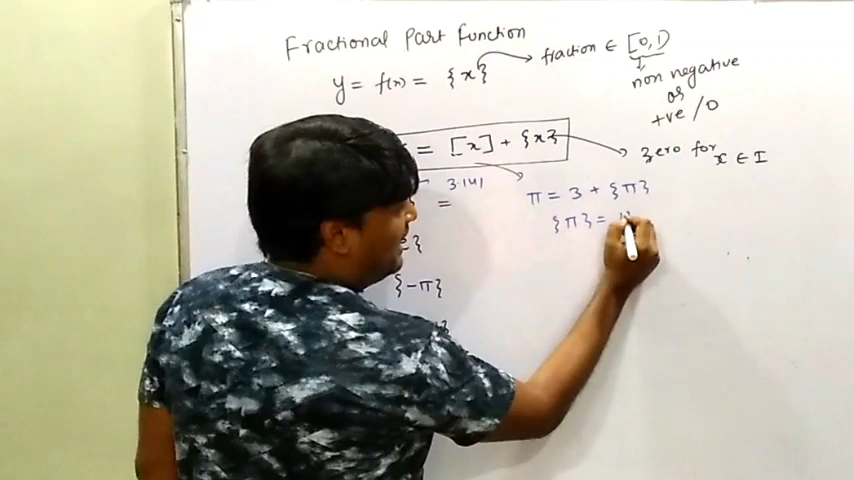 Fractional Part Function
y = f(x) = {x} fraction ∈ [0,1)
non negative
or
+ve / 0
= [x] + {x} zero for x ∈ I
3.141 = π = 3 + {π}
{π} = π
}
{-π}